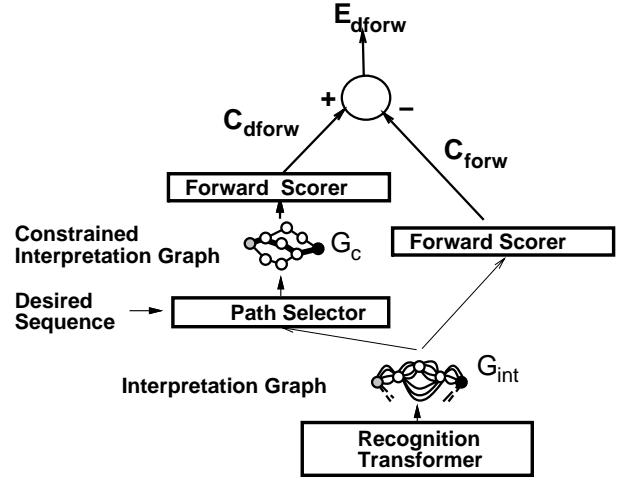 E_dforw
+ −
C_dforw
C_forw
Forward Scorer
Constrained
Interpretation Graph
G_c
Forward Scorer
Desired
Sequence
Path Selector
Interpretation Graph
G_int
Recognition
Transformer